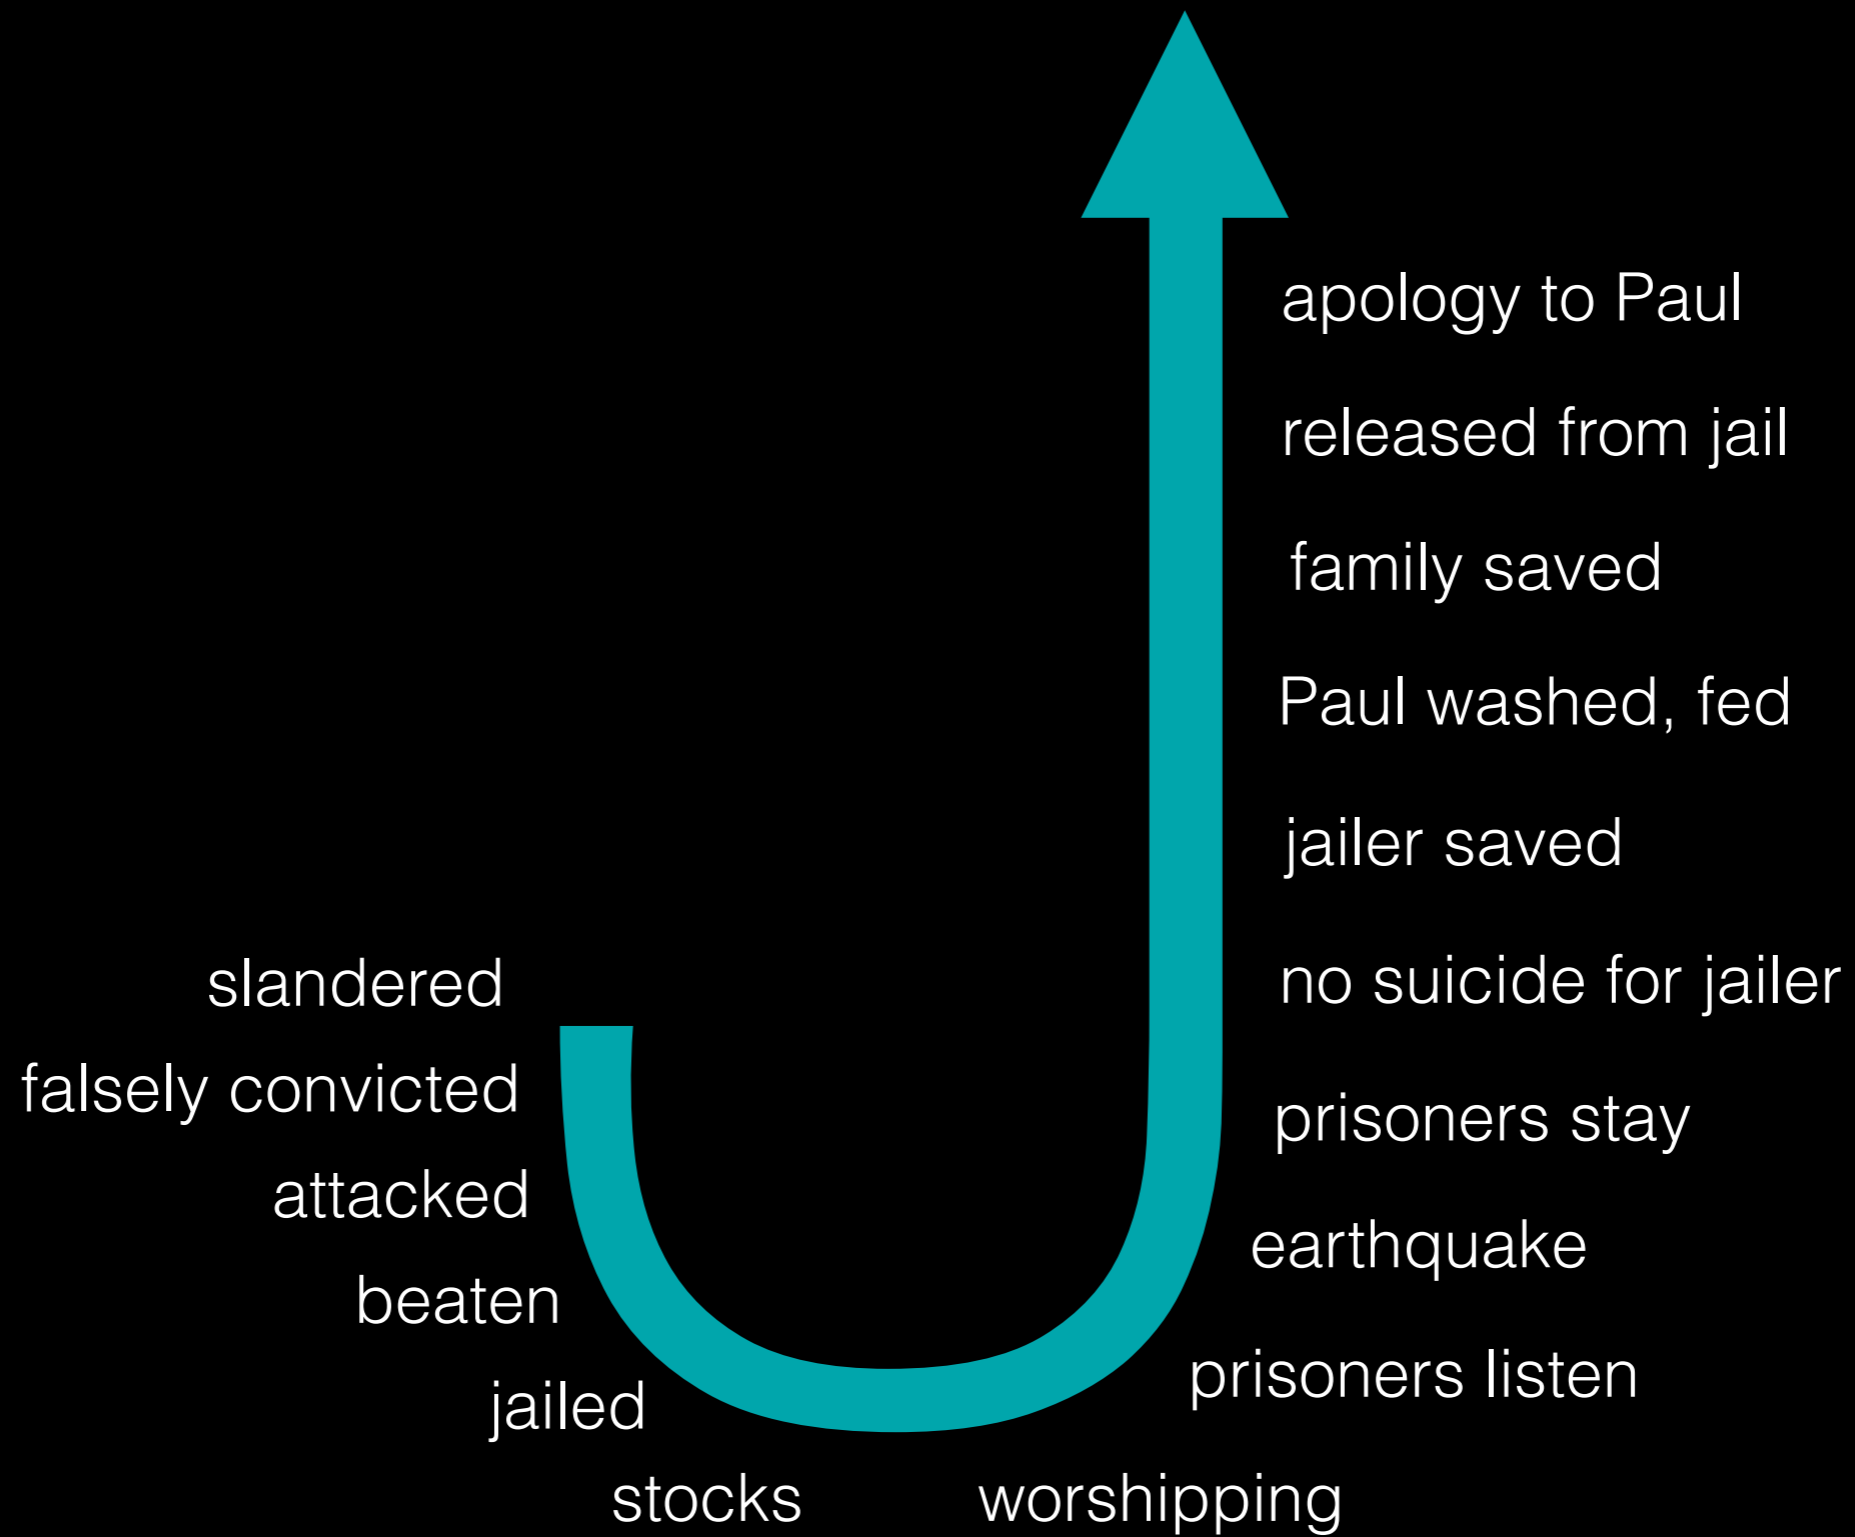 slandered
falsely convicted
attacked
beaten
jailed
stocks
worshipping
prisoners listen
earthquake
prisoners stay
no suicide for jailer
jailer saved
Paul washed, fed
family saved
released from jail
apology to Paul